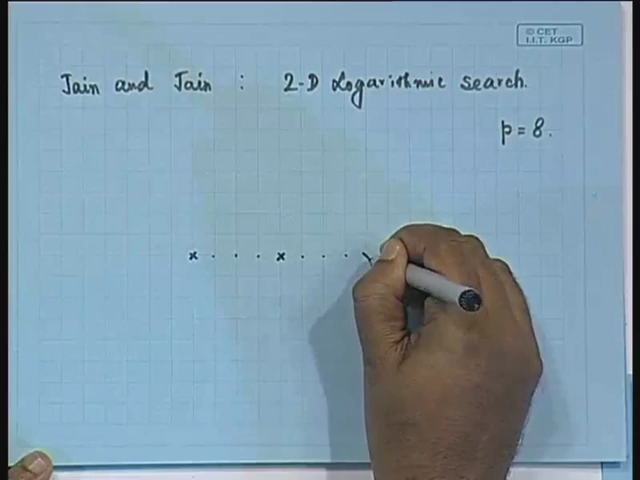 © CET
I.I.T. KGP
Jain and Jain : 2-D Logarithmic search.
p = 8.
x . . . x . . .